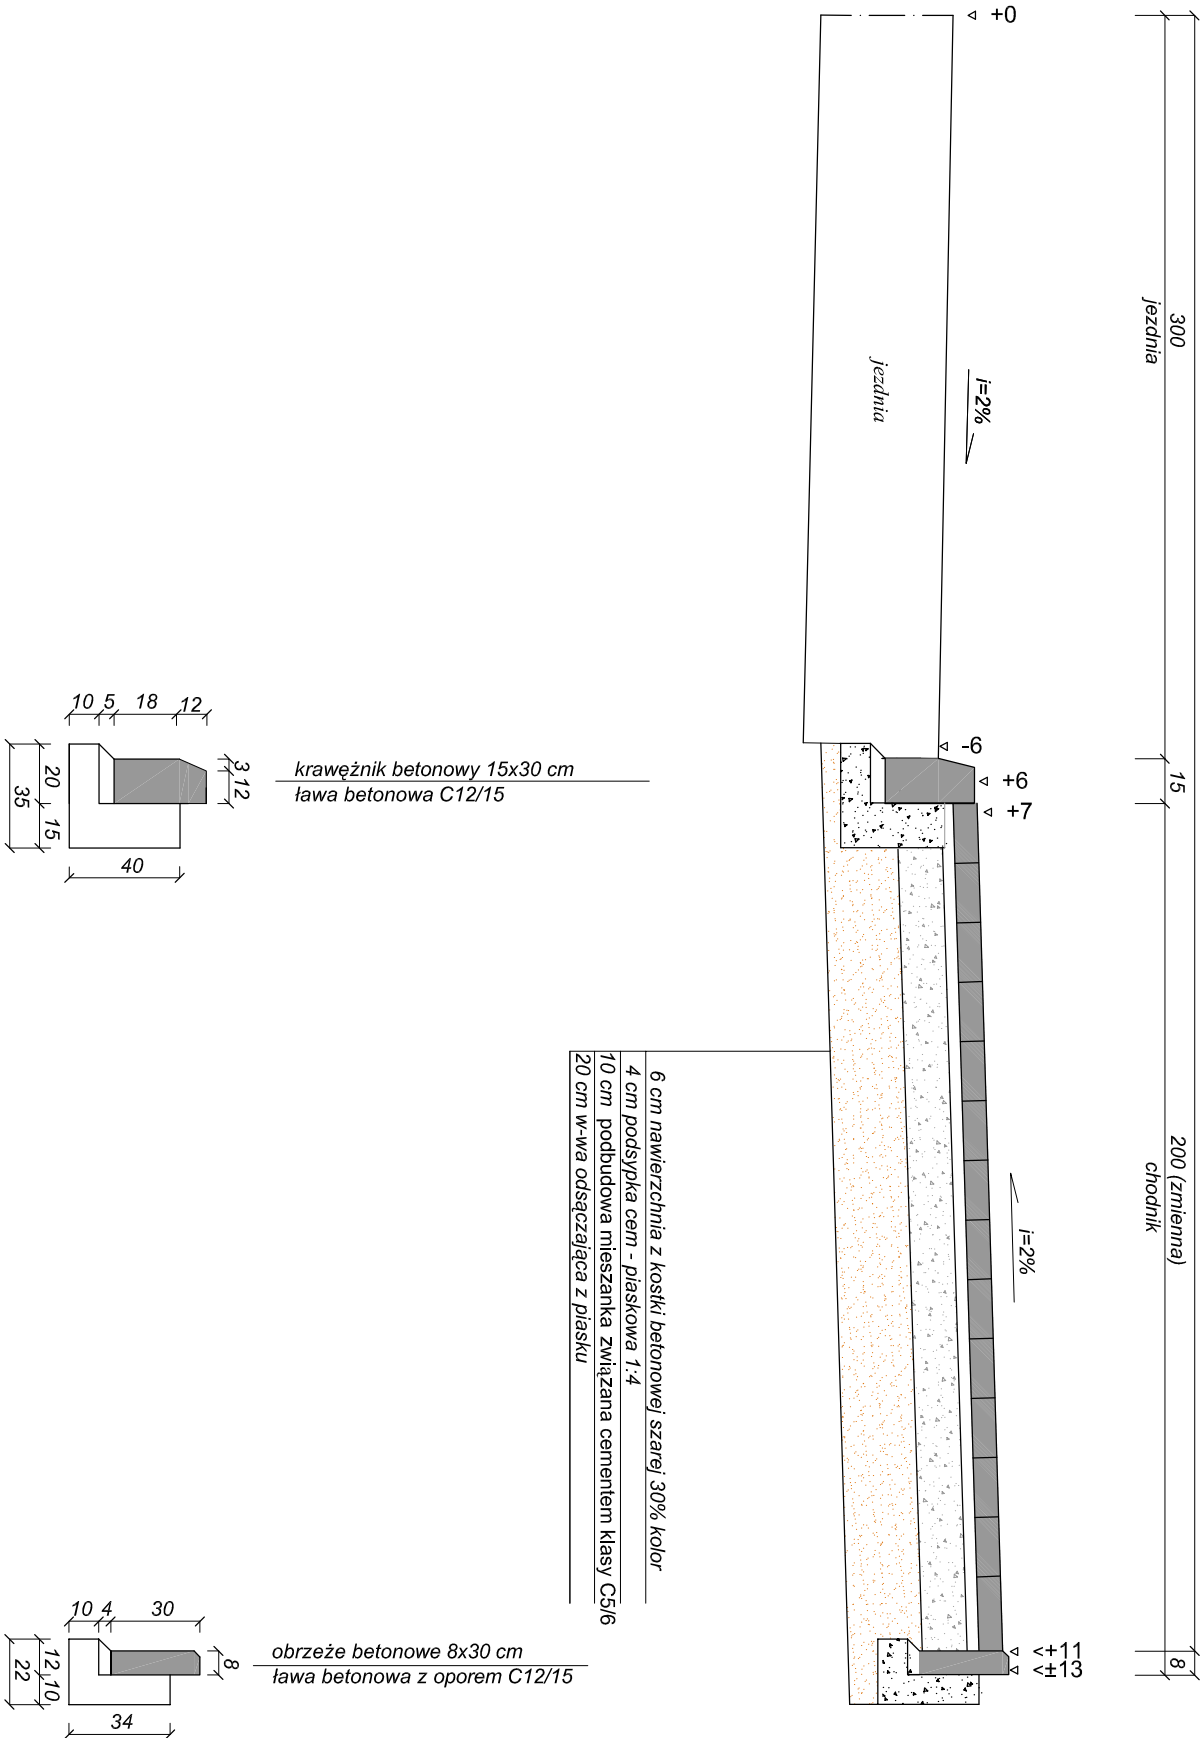 +0
300
jezdnia
jezdnia
i=2%
-6
+6
+7
15
10 5 18 12
3 12
20
15
35
40
krawężnik betonowy 15x30 cm
ława betonowa C12/15
200 (zmienna)
chodnik
i=2%
6 cm nawierzchnia z kostki betonowej szarej 30% kolor
4 cm podsypka cem - piaskowa 1:4
10 cm podbudowa mieszanka związana cementem klasy C5/6
20 cm w-wa odsączająca z piasku
<+11
<±13
8
10 4 30
8
12
10
22
34
obrzeże betonowe 8x30 cm
ława betonowa z oporem C12/15